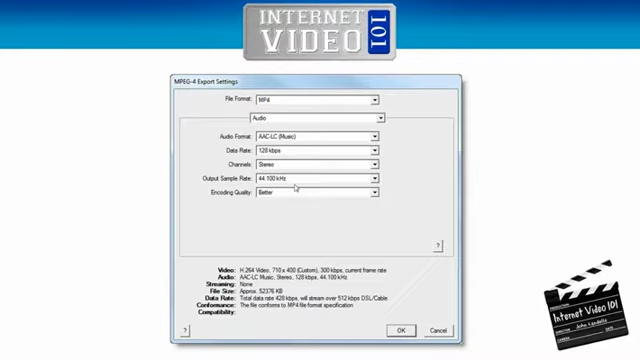 INTERNET
VIDEO 101
MPEG-4 Export Settings
File Format: MP4
Audio
Audio Format: AAC-LC (Music)
Data Rate: 128 kbps
Channels: Stereo
Output Sample Rate: 44.100 kHz
Encoding Quality: Better
?
Video: H.264 Video, 710 x 400 (Custom), 300 kbps, current frame rate
Audio: AAC-LC Music, Stereo, 128 kbps, 44.100 kHz
Streaming: None
File Size: Approx. 52376 KB
Data Rate: Total data rate 428 kbps, will stream over 512 kbps DSL/Cable
Conformance: The file conforms to MP4 file format specification
Compatibility:
? OK Cancel
Internet Video 101